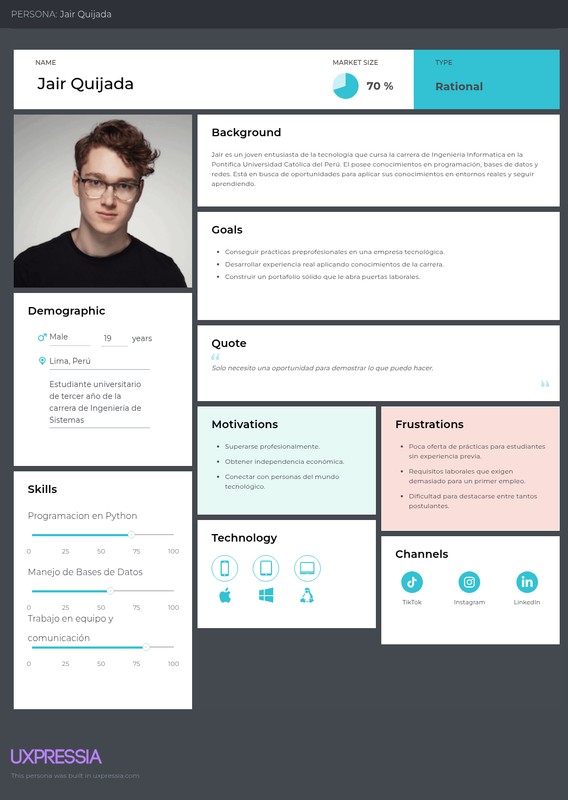 PERSONA: Jair Quijada
NAME
Jair Quijada
MARKET SIZE
70 %
TYPE
Rational
Background
Jair es un joven entusiasta de la tecnología que cursa la carrera de Ingeniería Informatica en la
Pontifica Universidad Católica del Perú. El posee conocimientos en programación, bases de datos y
redes. Está en busca de oportunidades para aplicar sus conocimientos en entornos reales y seguir
aprendiendo.
Goals
Conseguir prácticas preprofesionales en una empresa tecnológica.
Desarrollar experiencia real aplicando conocimientos de la carrera.
Construir un portafolio sólido que le abra puertas laborales.
Demographic
Male
19 years
Lima, Perú
Estudiante universitario
de tercer año de la
carrera de Ingeniería de
Sistemas
Quote
“
Solo necesito una oportunidad para demostrar lo que puedo hacer.
”
Motivations
Superarse profesionalmente.
Obtener independencia económica.
Conectar con personas del mundo
tecnológico.
Frustrations
Poca oferta de prácticas para estudiantes
sin experiencia previa.
Requisitos laborales que exigen
demasiado para un primer empleo.
Dificultad para destacarse entre tantos
postulantes.
Skills
Programacion en Python
0 25 50 75 100
Manejo de Bases de Datos
0 25 50 75 100
Trabajo en equipo y
comunicación
0 25 50 75 100
Technology
Channels
TikTok
Instagram
LinkedIn
UXPRESSIA
This persona was built in uxpressia.com